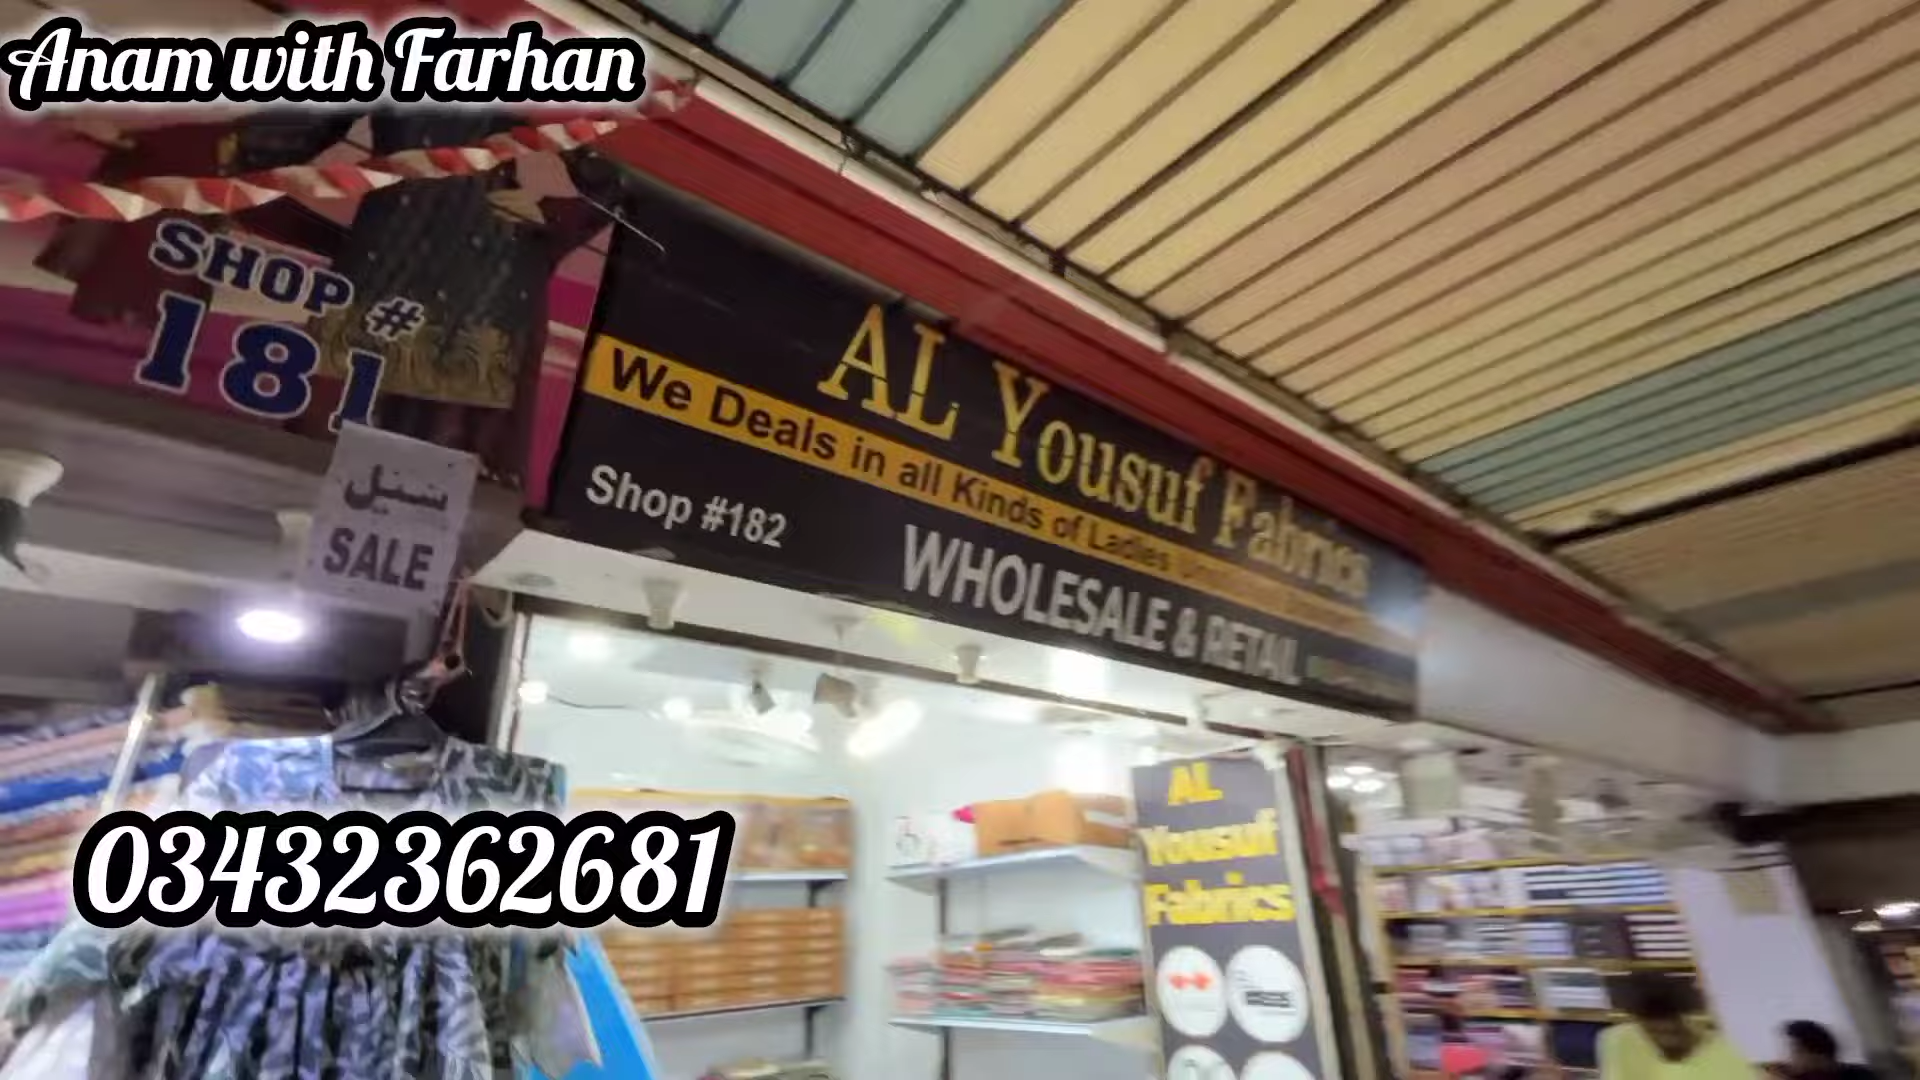 Anam with Farhan
SHOP #
181
سیل
SALE
AL Yousuf Fabrics
We Deals in all Kinds of Ladies
Shop #182
WHOLESALE & RETAIL
03432362681
AL
Yousuf
Fabrics